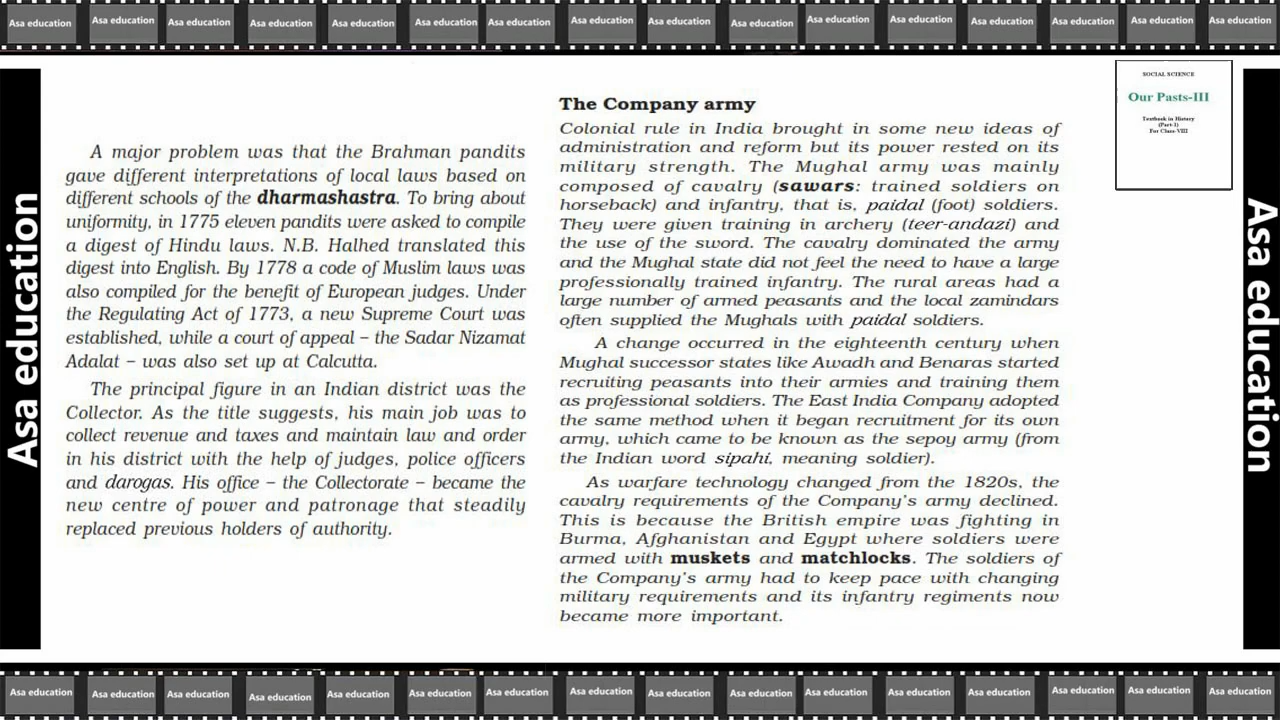 Asa education Asa education Asa education Asa education Asa education Asa education Asa education Asa education Asa education Asa education Asa education Asa education Asa education Asa education Asa education Asa education
Asa education
A major problem was that the Brahman pandits
gave different interpretations of local laws based on
different schools of the dharmashastra. To bring about
uniformity, in 1775 eleven pandits were asked to compile
a digest of Hindu laws. N.B. Halhed translated this
digest into English. By 1778 a code of Muslim laws was
also compiled for the benefit of European judges. Under
the Regulating Act of 1773, a new Supreme Court was
established, while a court of appeal – the Sadar Nizamat
Adalat – was also set up at Calcutta.
The principal figure in an Indian district was the
Collector. As the title suggests, his main job was to
collect revenue and taxes and maintain law and order
in his district with the help of judges, police officers
and darogas. His office – the Collectorate – became the
new centre of power and patronage that steadily
replaced previous holders of authority.
The Company army
Colonial rule in India brought in some new ideas of
administration and reform but its power rested on its
military strength. The Mughal army was mainly
composed of cavalry (sawars: trained soldiers on
horseback) and infantry, that is, paidal (foot) soldiers.
They were given training in archery (teer-andazi) and
the use of the sword. The cavalry dominated the army
and the Mughal state did not feel the need to have a large
professionally trained infantry. The rural areas had a
large number of armed peasants and the local zamindars
often supplied the Mughals with paidal soldiers.
A change occurred in the eighteenth century when
Mughal successor states like Awadh and Benaras started
recruiting peasants into their armies and training them
as professional soldiers. The East India Company adopted
the same method when it began recruitment for its own
army, which came to be known as the sepoy army (from
the Indian word sipahi, meaning soldier).
As warfare technology changed from the 1820s, the
cavalry requirements of the Company's army declined.
This is because the British empire was fighting in
Burma, Afghanistan and Egypt where soldiers were
armed with muskets and matchlocks. The soldiers of
the Company's army had to keep pace with changing
military requirements and its infantry regiments now
became more important.
SOCIAL SCIENCE
Our Pasts-III
Textbook in History
(Part-1)
For Class-VIII
Asa education
Asa education Asa education Asa education Asa education Asa education Asa education Asa education Asa education Asa education Asa education Asa education Asa education Asa education Asa education Asa education Asa education